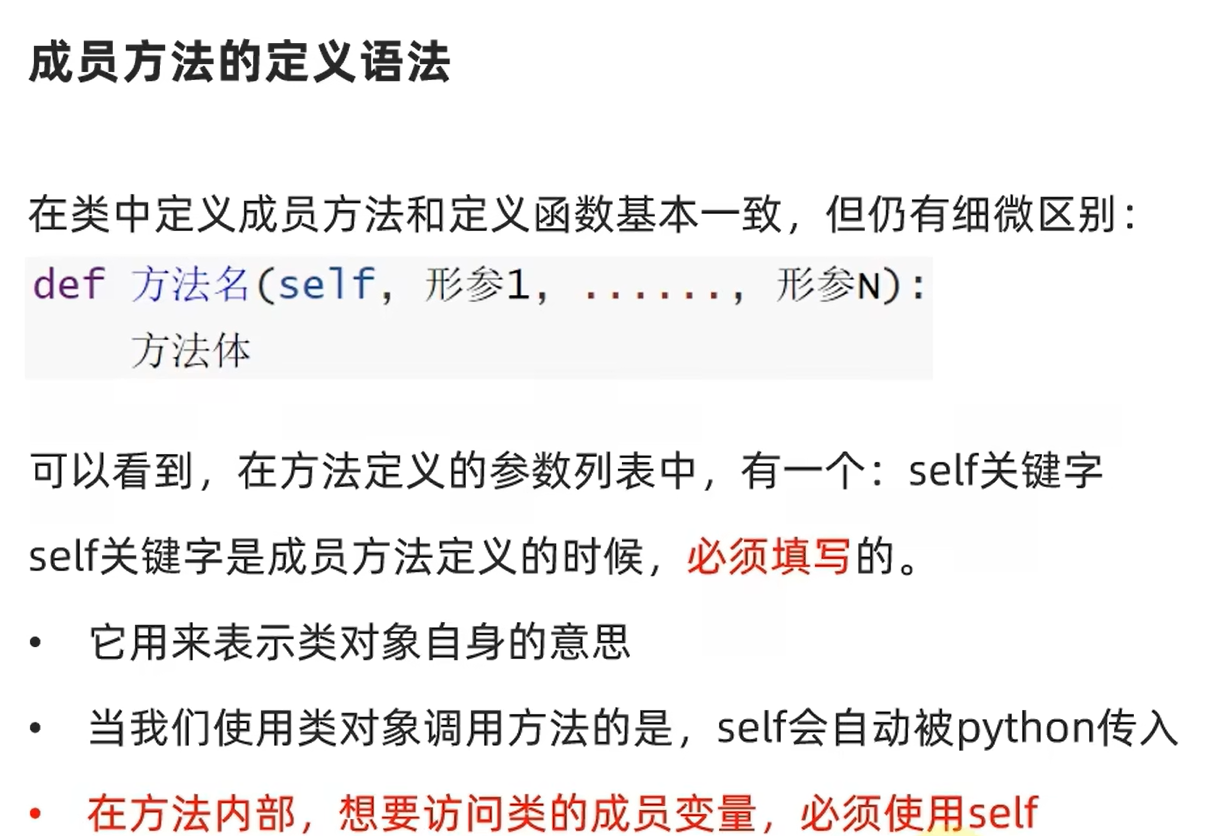 成员方法的定义语法
在类中定义成员方法和定义函数基本一致，但仍有细微区别：
def 方法名(self, 形参1, ......, 形参N):
    方法体
可以看到，在方法定义的参数列表中，有一个：self关键字
self关键字是成员方法定义的时候，必须填写的。
• 它用来表示类对象自身的意思
• 当我们使用类对象调用方法的是，self会自动被python传入
• 在方法内部，想要访问类的成员变量，必须使用self